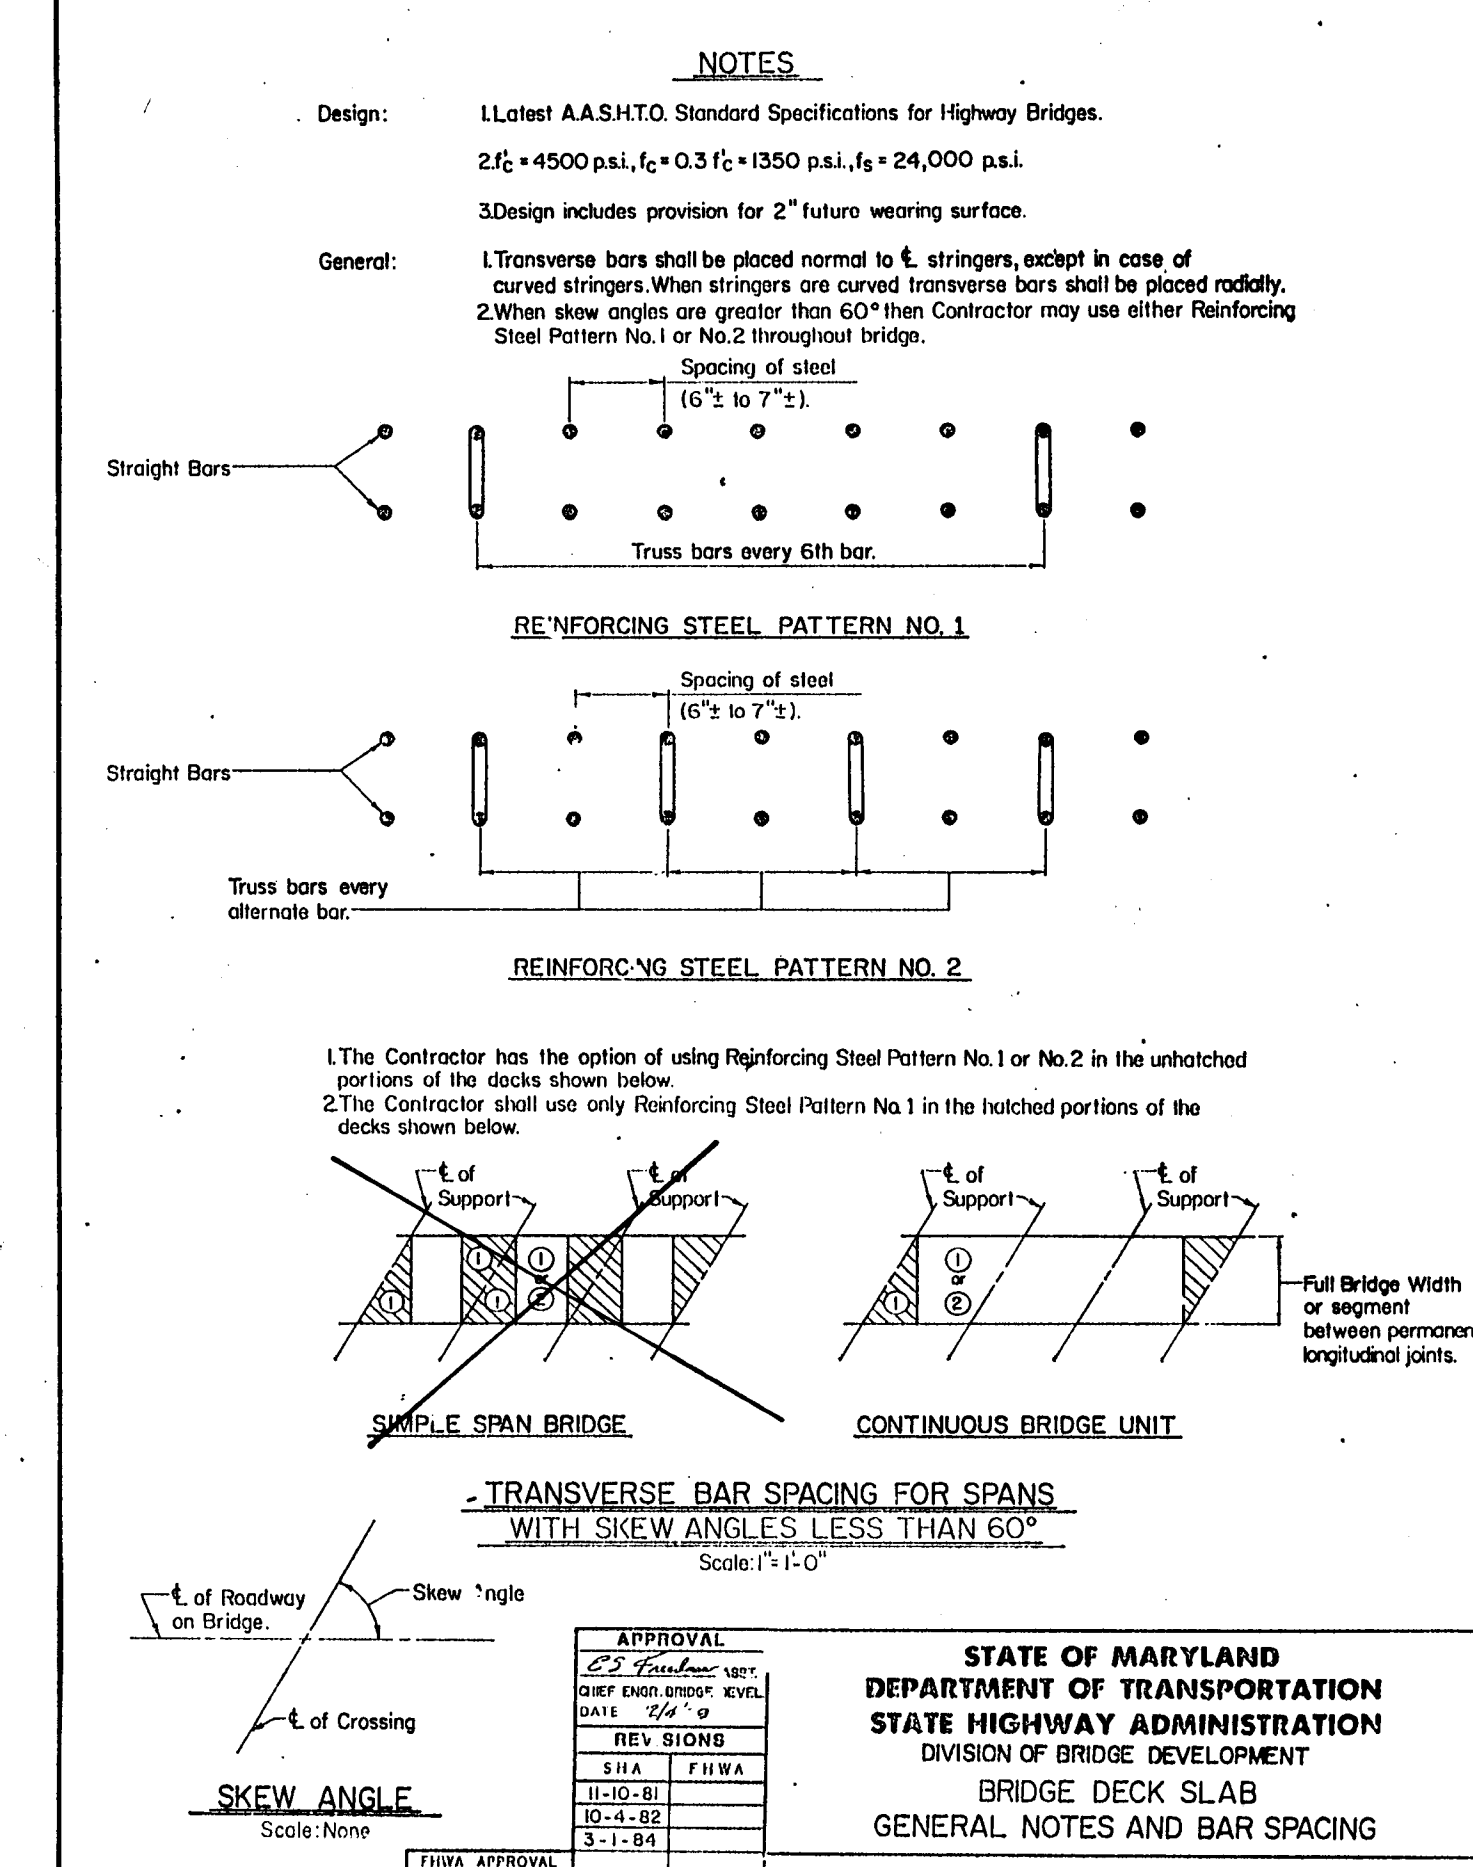 NOTES
Design: 1. Latest A.A.S.H.T.O. Standard Specifications for Highway Bridges.
2. f'c = 4500 p.s.i., fc = 0.3 f'c = 1350 p.s.i., fs = 24,000 p.s.i.
3. Design includes provision for 2" future wearing surface.
General: 1. Transverse bars shall be placed normal to ℄ stringers, except in case of
curved stringers. When stringers are curved transverse bars shall be placed radially.
2. When skew angles are greater than 60° then Contractor may use either Reinforcing
Steel Pattern No. 1 or No. 2 throughout bridge.
Spacing of steel
(6"± to 7"±).
Straight Bars
Truss bars every 6th bar.
REINFORCING STEEL PATTERN NO. 1
Spacing of steel
(6"± to 7"±).
Straight Bars
Truss bars every
alternate bar.
REINFORCING STEEL PATTERN NO. 2
1. The Contractor has the option of using Reinforcing Steel Pattern No. 1 or No. 2 in the unhatched
portions of the decks shown below.
2. The Contractor shall use only Reinforcing Steel Pattern No. 1 in the hatched portions of the
decks shown below.
℄ of
Support
℄ of
Support
℄ of
Support
℄ of
Support
1
1
or
2
1
1
1
or
2
1
Full Bridge Width
or segment
between permanen
longitudinal joints.
SIMPLE SPAN BRIDGE
CONTINUOUS BRIDGE UNIT
TRANSVERSE BAR SPACING FOR SPANS
WITH SKEW ANGLES LESS THAN 60°
Scale: 1" = 1'-0"
℄ of Roadway
on Bridge.
Skew Angle
℄ of Crossing
SKEW ANGLE
Scale: None
APPROVAL
CHIEF ENGR. BRIDGE DEVEL
DATE
REVISIONS
SHA FHWA
11-10-81
10-4-82
3-1-84
FHWA APPROVAL
STATE OF MARYLAND
DEPARTMENT OF TRANSPORTATION
STATE HIGHWAY ADMINISTRATION
DIVISION OF BRIDGE DEVELOPMENT
BRIDGE DECK SLAB
GENERAL NOTES AND BAR SPACING